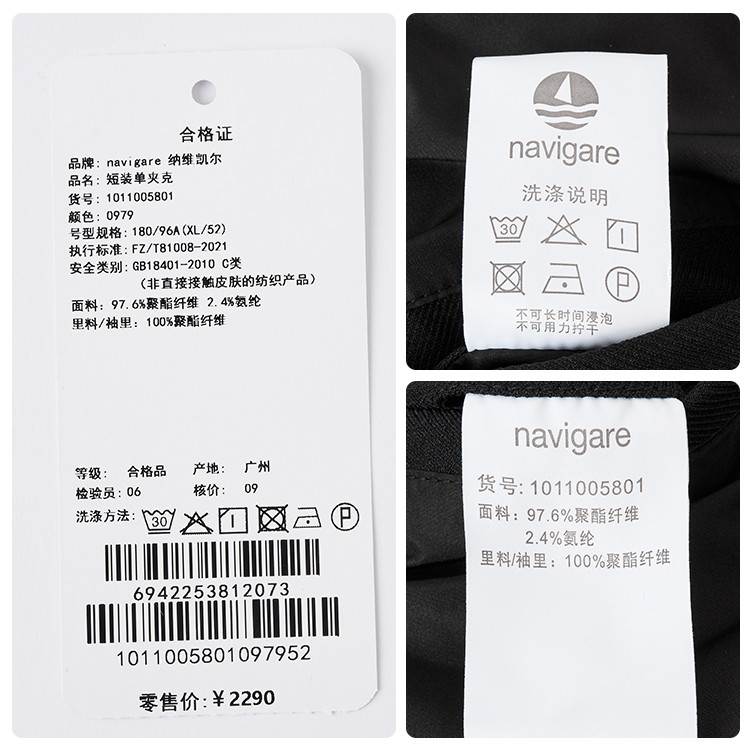 合格证
品牌: navigare 纳维凯尔
品名: 短装单夹克
货号: 1011005801
颜色: 0979
号型规格: 180/96A(XL/52)
执行标准: FZ/T81008-2021
安全类别: GB18401-2010 C类
（非直接接触皮肤的纺织产品）
面料: 97.6%聚酯纤维 2.4%氨纶
里料/袖里: 100%聚酯纤维
等级: 合格品 产地: 广州
检验员: 06 核价: 09
洗涤方法: 30 P
6942253812073
1011005801097952
零售价: ¥2290
navigare
洗涤说明
30
P
不可长时间浸泡
不可用力拧干
navigare
货号: 1011005801
面料: 97.6%聚酯纤维
2.4%氨纶
里料/袖里: 100%聚酯纤维